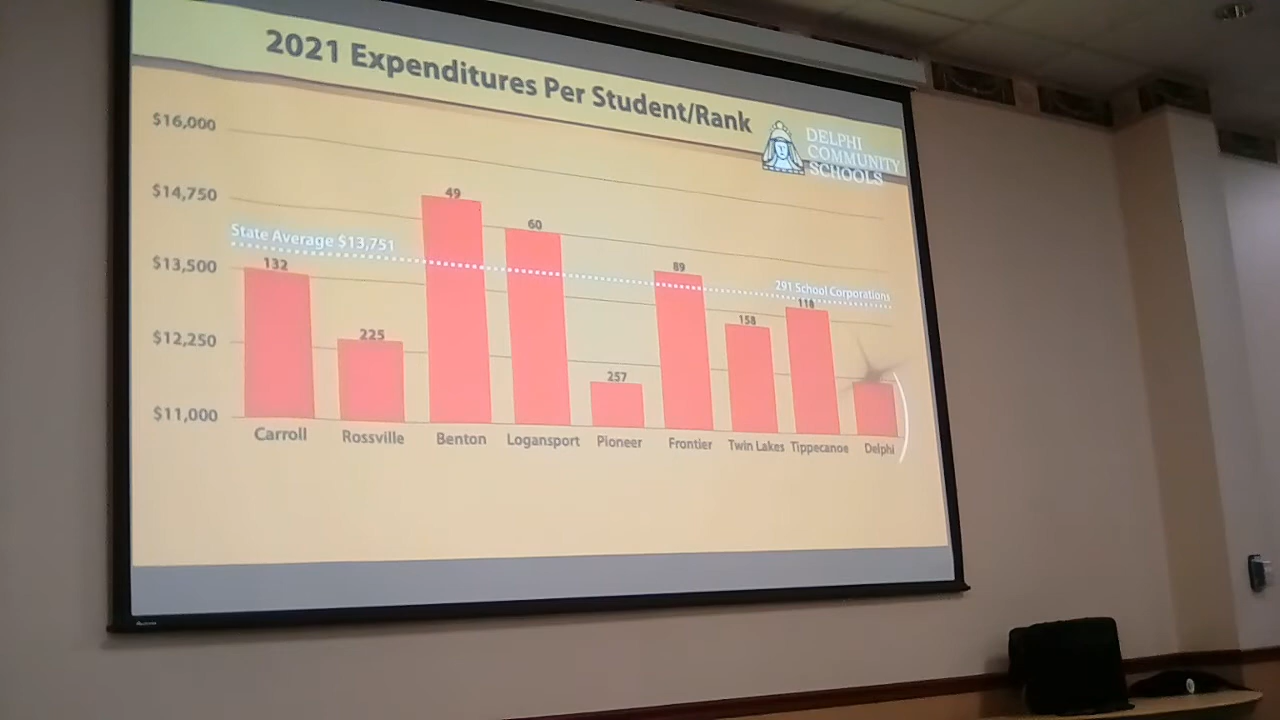 2021 Expenditures Per Student/Rank
DELPHI
COMMUNITY
SCHOOLS
$16,000
$14,750
$13,500
$12,250
$11,000
State Average $13,751
291 School Corporations
132
225
49
60
257
89
158
118
Carroll
Rossville
Benton
Logansport
Pioneer
Frontier
Twin Lakes
Tippecanoe
Delphi